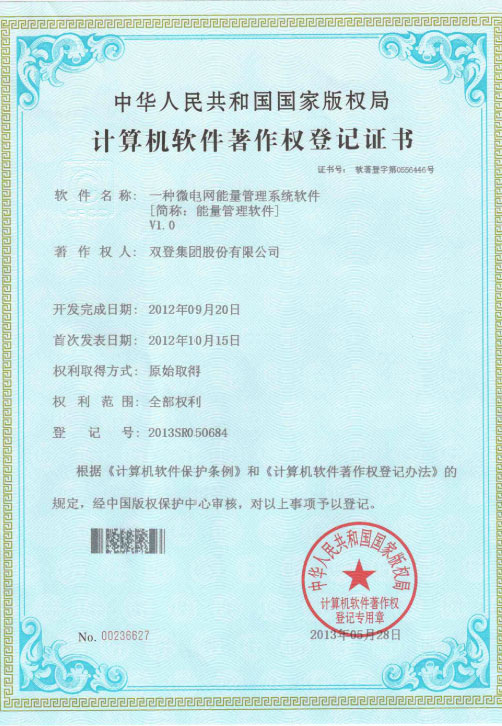 中华人民共和国国家版权局
计算机软件著作权登记证书
证书号： 软著登字第0556446号
软件名称： 一种微电网能量管理系统软件
[简称：能量管理软件]
V1.0
著作权人： 双登集团股份有限公司
开发完成日期： 2012年09月20日
首次发表日期： 2012年10月15日
权利取得方式： 原始取得
权利范围： 全部权利
登记号： 2013SR050684
根据《计算机软件保护条例》和《计算机软件著作权登记办法》的
规定，经中国版权保护中心审核，对以上事项予以登记。
中华人民共和国国家版权局
计算机软件著作权
登记专用章
No. 00236627
2013年05月28日